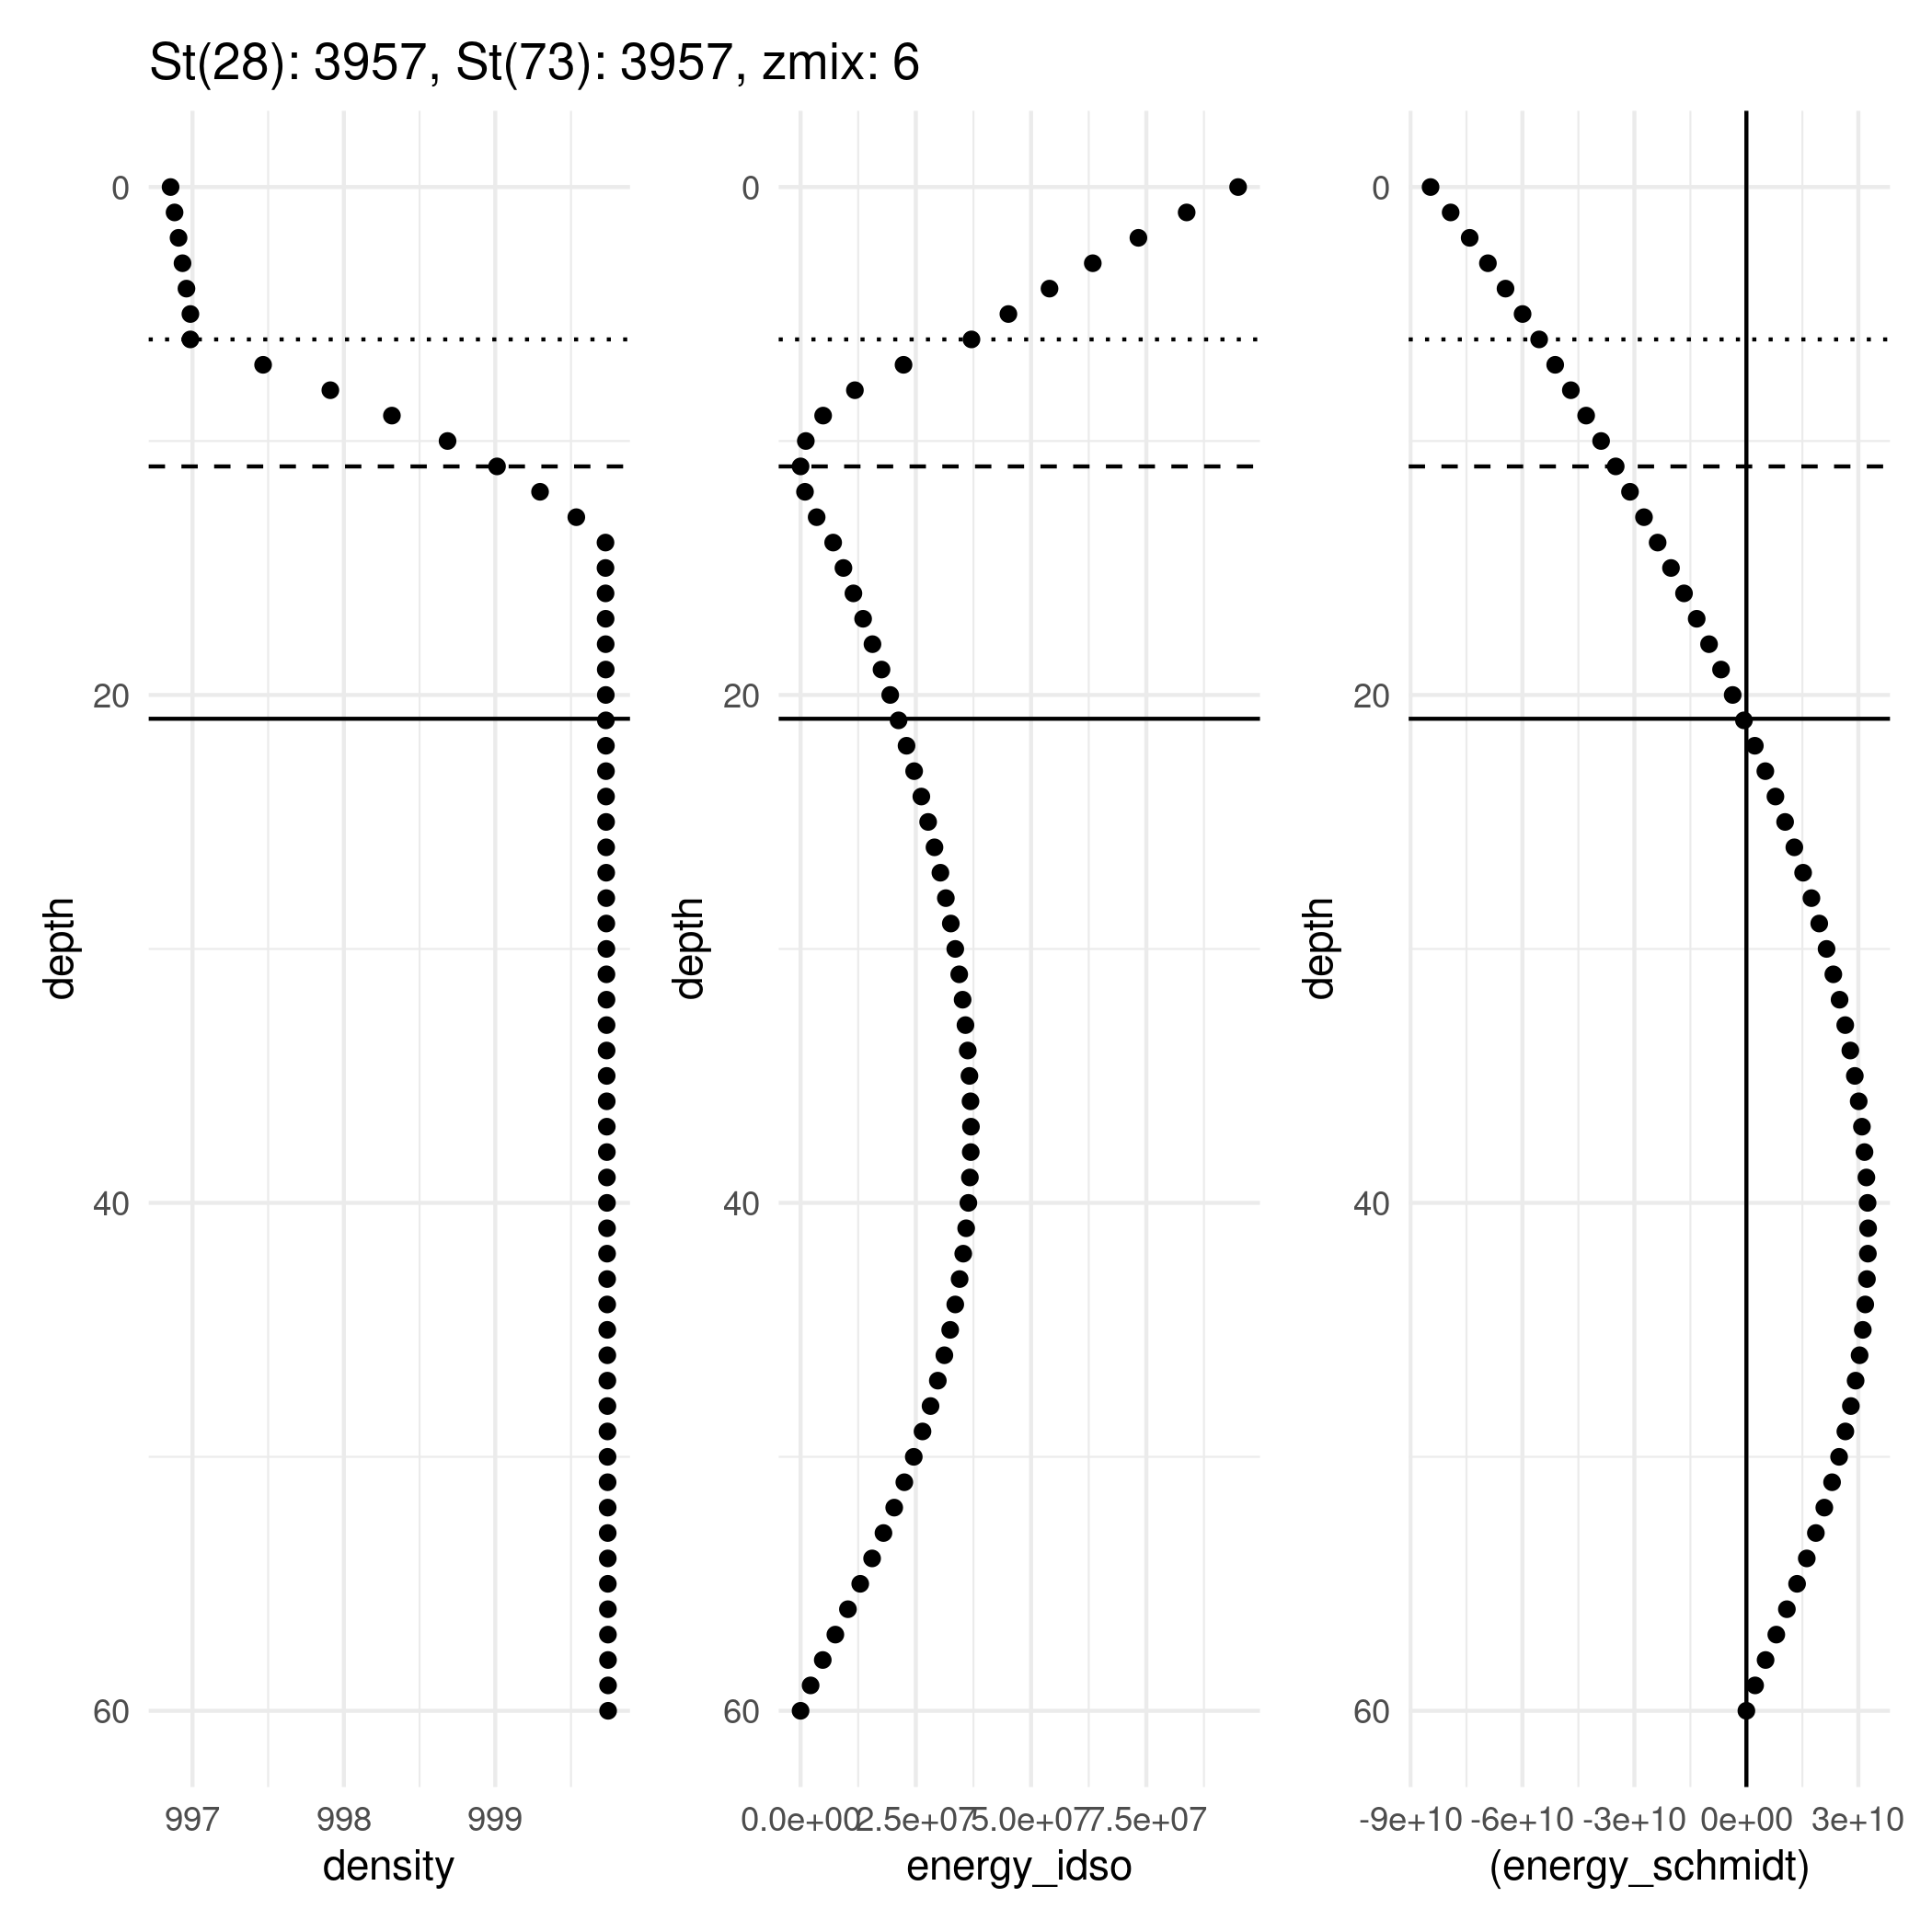 St(28): 3957, St(73): 3957, zmix: 6
depth
0
20
40
60
997 998 999
density
depth
0
20
40
60
0.0e+00 2.5e+07 5.0e+07 7.5e+07
energy_idso
depth
0
20
40
60
-9e+10 -6e+10 -3e+10 0e+00 3e+10
(energy_schmidt)